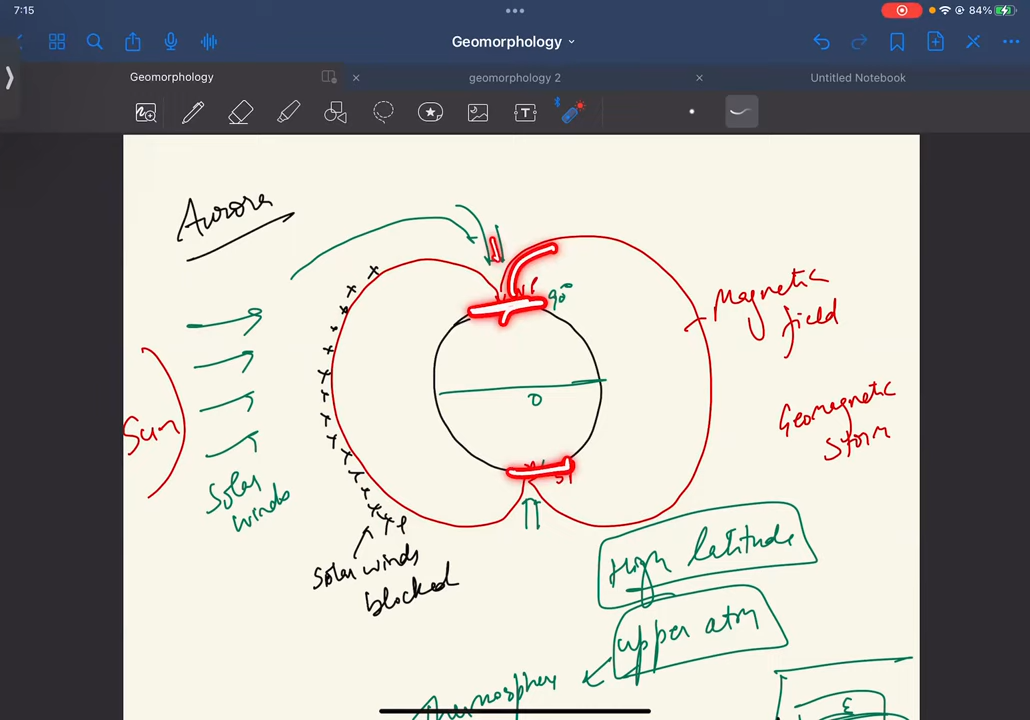 7:15
84%
Geomorphology
Geomorphology
geomorphology 2
Untitled Notebook
Aurora
90°
0
Magnetic
field
Geomagnetic
storm
Sun
Solar
winds
Solar winds
blocked
High latitude
upper atm
Thermosphere